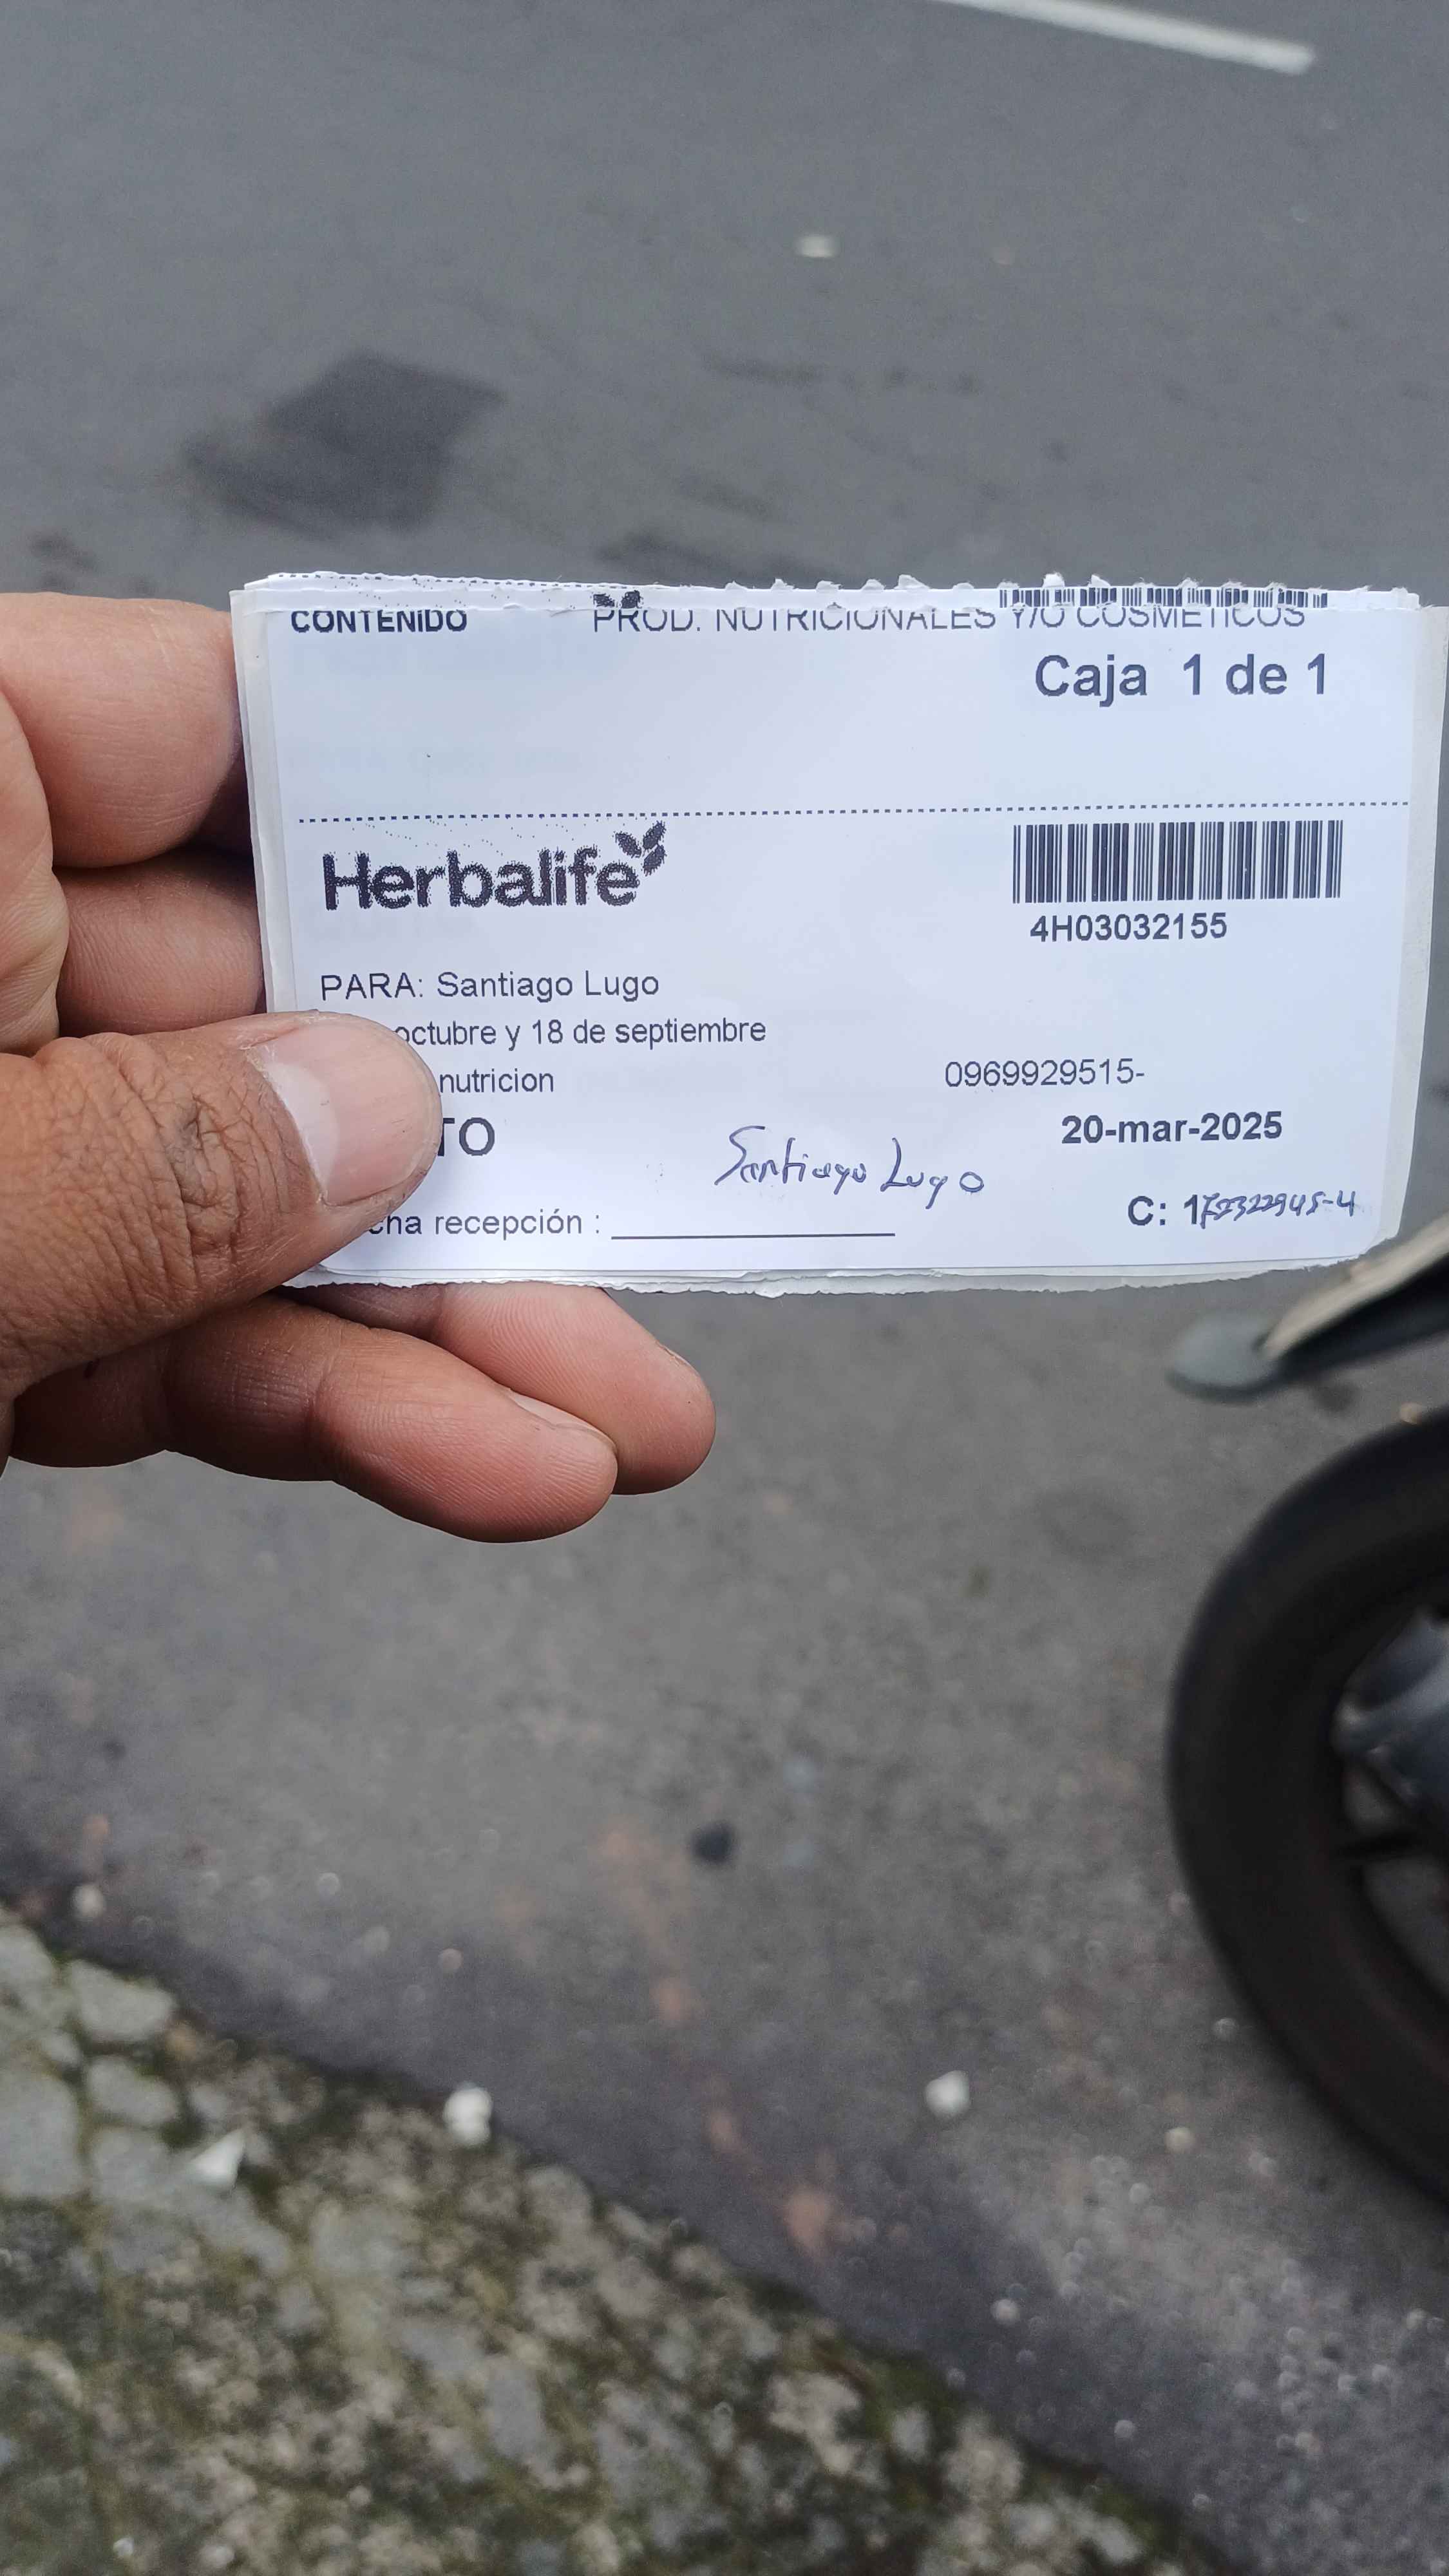 CONTENIDO PROD. NUTRICIONALES Y/O COSMETICOS
Caja 1 de 1
Herbalife
4H03032155
PARA: Santiago Lugo
octubre y 18 de septiembre
nutricion 0969929515-
TO 20-mar-2025
Santiago Lugo
C: 1
recepción :